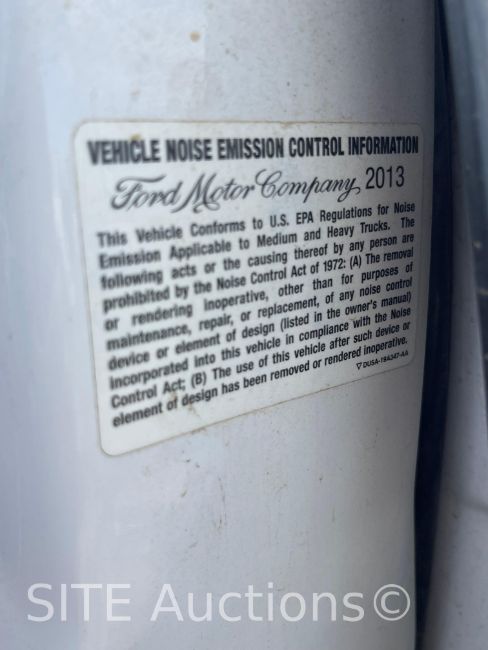 VEHICLE NOISE EMISSION CONTROL INFORMATION
Ford Motor Company 2013
This Vehicle Conforms to U.S. EPA Regulations for Noise
Emission Applicable to Medium and Heavy Trucks. The
following acts or the causing thereof by any person are
prohibited by the Noise Control Act of 1972: (A) The removal
or rendering inoperative, other than for purposes of
maintenance, repair, or replacement, of any noise control
device or element of design (listed in the owner's manual)
incorporated into this vehicle in compliance with the Noise
Control Act; (B) The use of this vehicle after such device or
element of design has been removed or rendered inoperative.
▽ DUSA-19A347-AA
SITE Auctions©